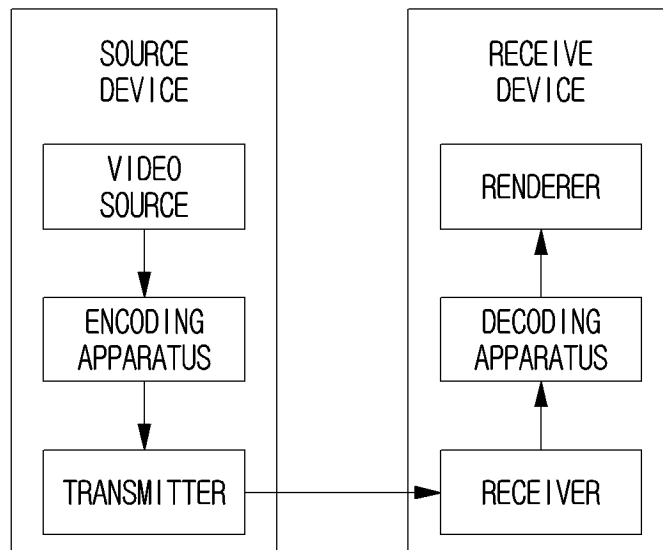 SOURCE
DEVICE
VIDEO
SOURCE
ENCODING
APPARATUS
TRANSMITTER
RECEIVE
DEVICE
RENDERER
DECODING
APPARATUS
RECEIVER